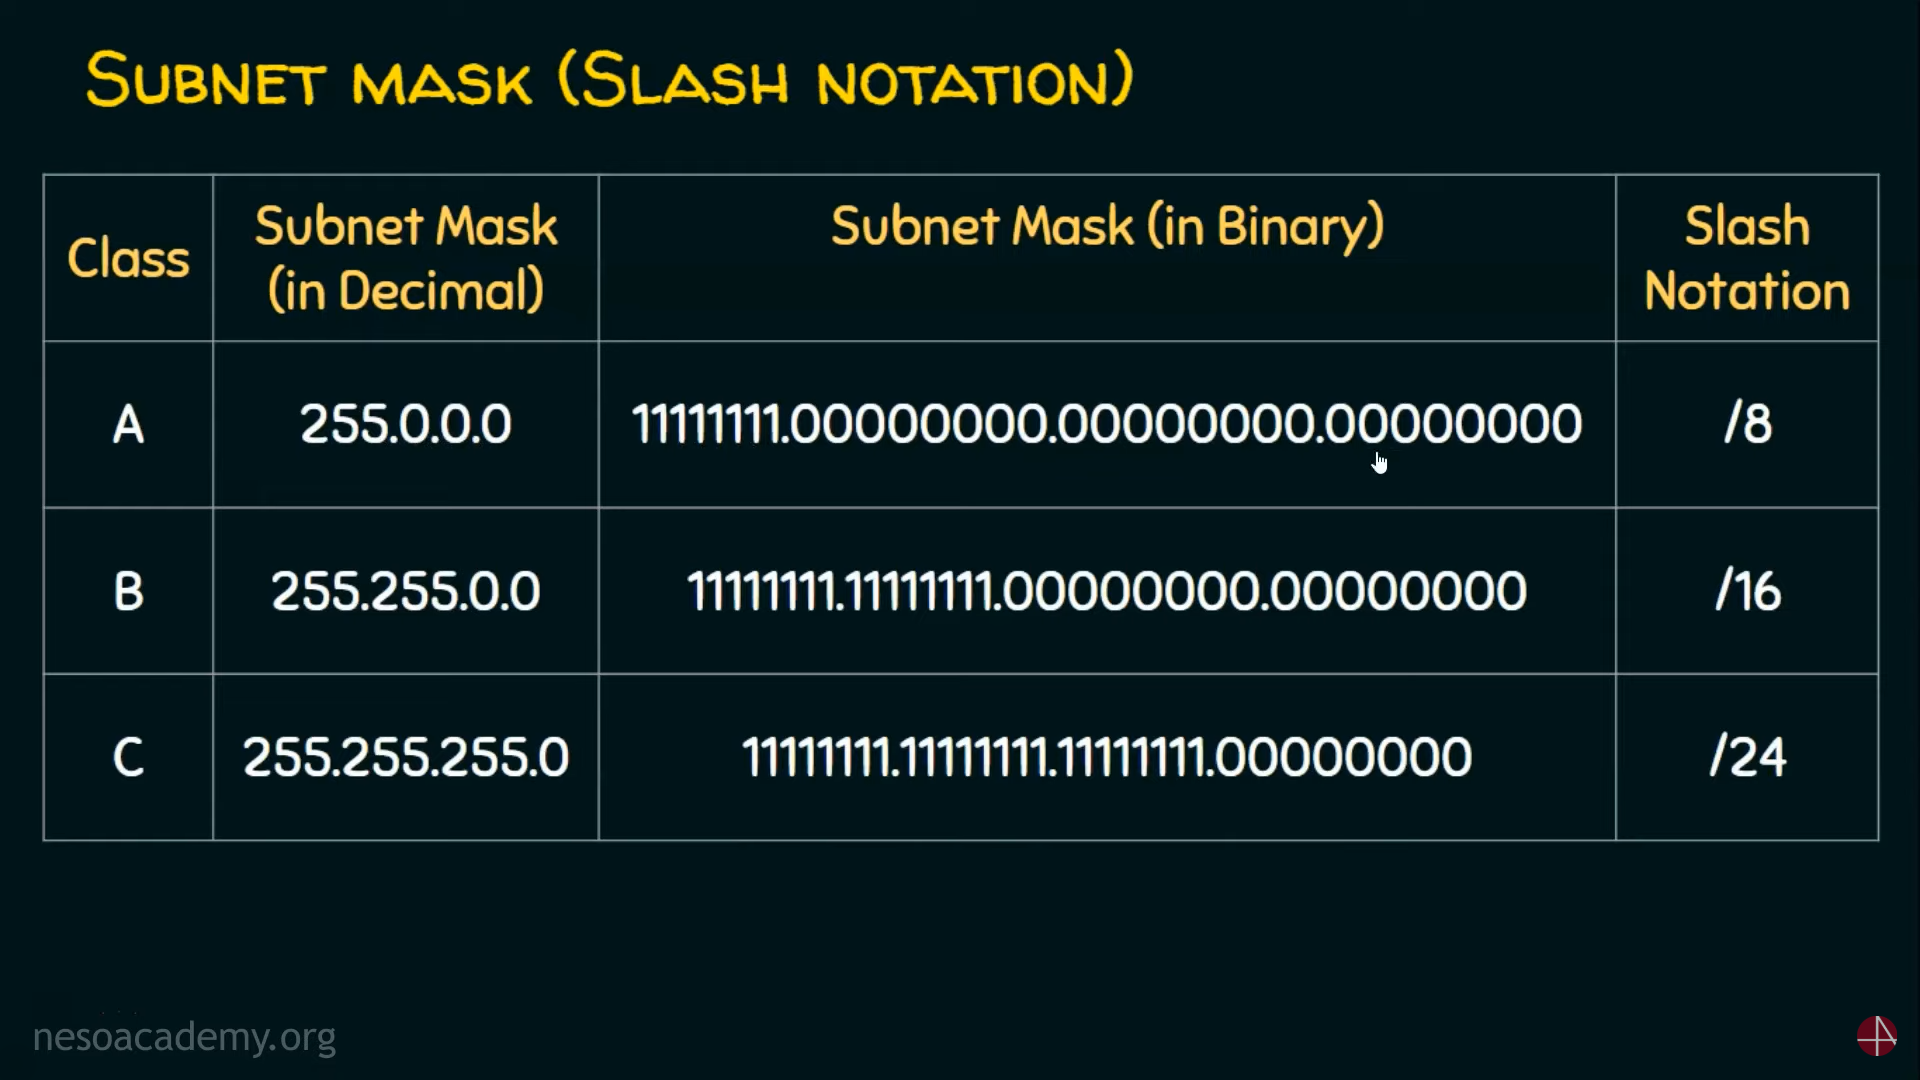 SUBNET MASK (SLASH NOTATION)
Class
Subnet Mask
(in Decimal)
Subnet Mask (in Binary)
Slash
Notation
A
255.0.0.0
11111111.00000000.00000000.00000000
/8
B
255.255.0.0
11111111.11111111.00000000.00000000
/16
C
255.255.255.0
11111111.11111111.11111111.00000000
/24
nesoacademy.org